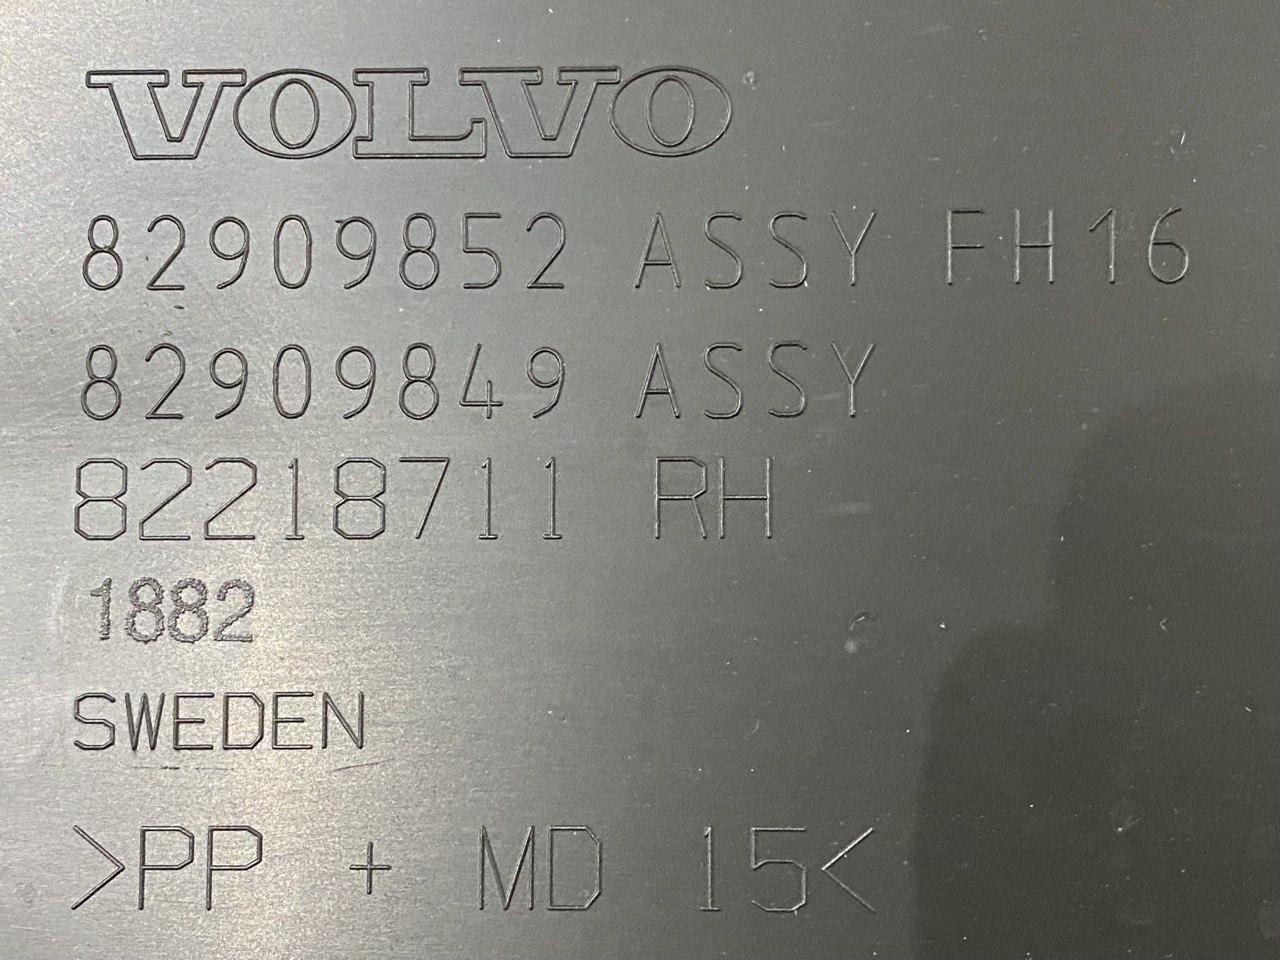 VOLVO
82909852 ASSY FH16
82909849 ASSY
82218711 RH
1882
SWEDEN
>PP + MD 15<